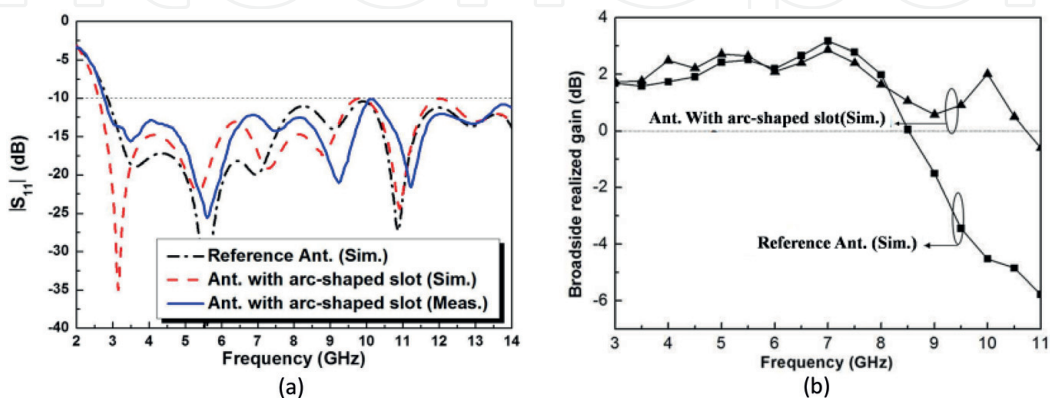 0
-5
-10
-15
-20
-25
-30
-35
-40
|S11| (dB)
Reference Ant. (Sim.)
Ant. with arc-shaped slot (Sim.)
Ant. with arc-shaped slot (Meas.)
2 3 4 5 6 7 8 9 10 11 12 13 14
Frequency (GHz)
(a)
4
2
0
-2
-4
-6
Broadside realized gain (dB)
Ant. With arc-shaped slot(Sim.)
Reference Ant. (Sim.)
3 4 5 6 7 8 9 10 11
Frequency (GHz)
(b)